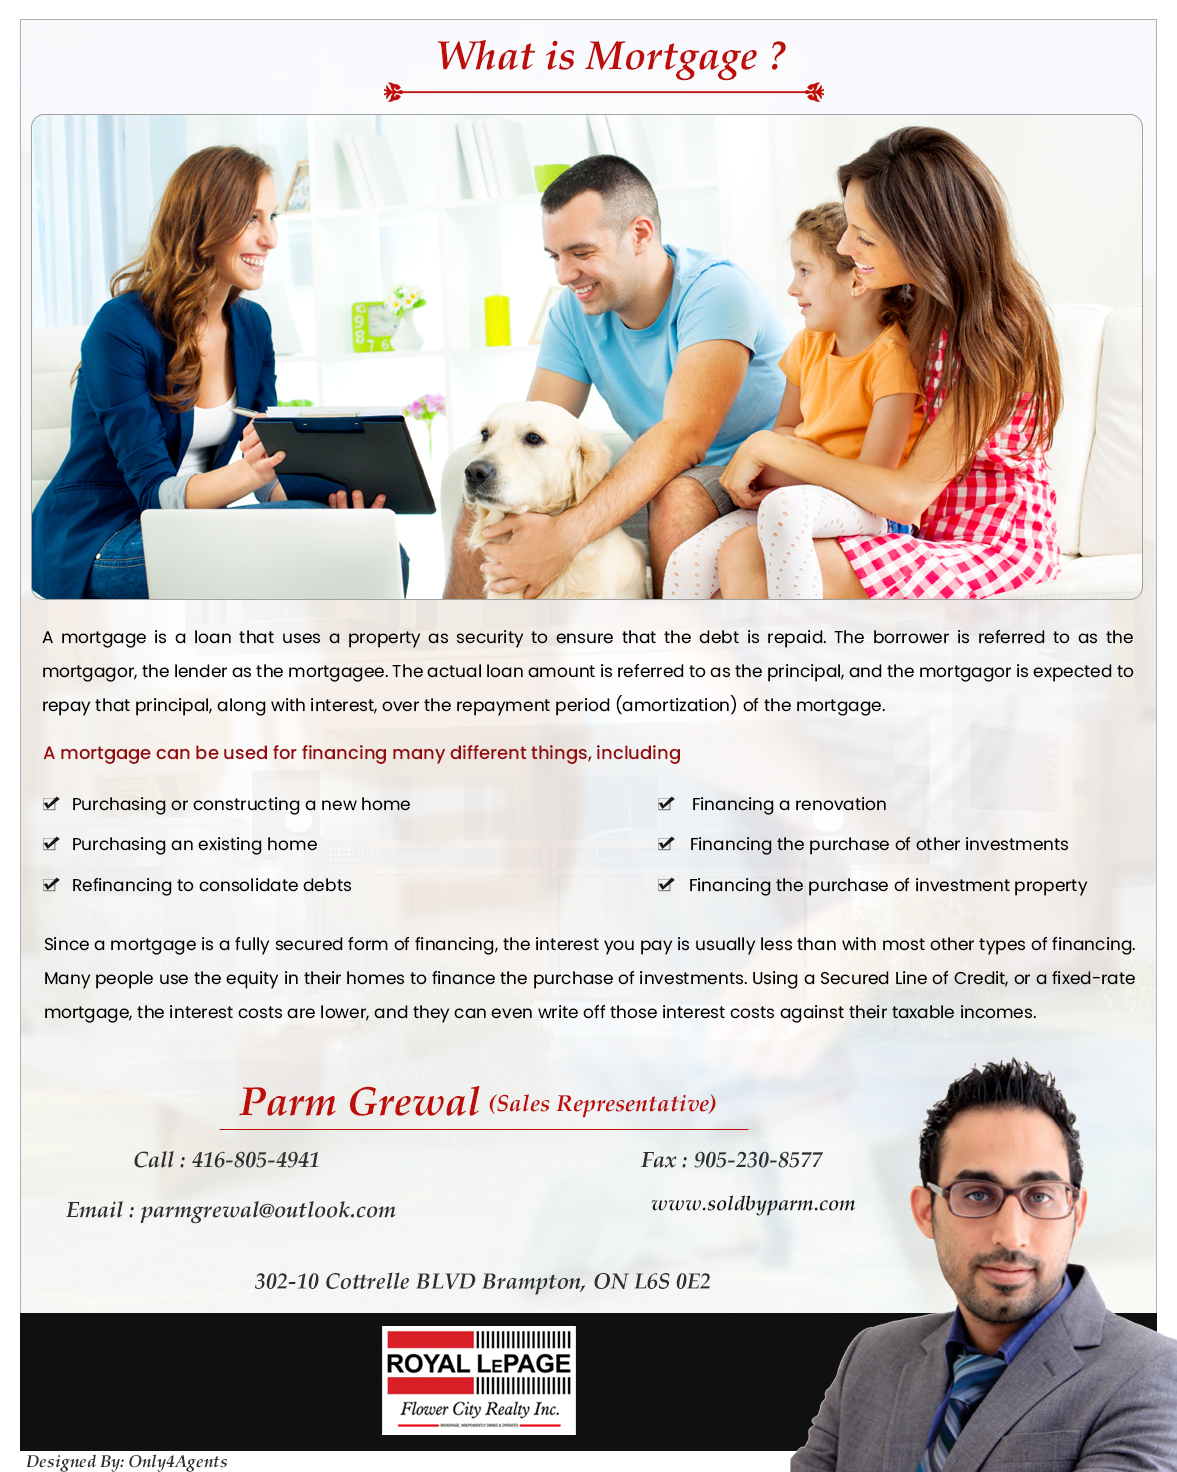 What is Mortgage ?
A mortgage is a loan that uses a property as security to ensure that the debt is repaid. The borrower is referred to as the
mortgagor, the lender as the mortgagee. The actual loan amount is referred to as the principal, and the mortgagor is expected to
repay that principal, along with interest, over the repayment period (amortization) of the mortgage.
A mortgage can be used for financing many different things, including
Purchasing or constructing a new home
Financing a renovation
Purchasing an existing home
Financing the purchase of other investments
Refinancing to consolidate debts
Financing the purchase of investment property
Since a mortgage is a fully secured form of financing, the interest you pay is usually less than with most other types of financing.
Many people use the equity in their homes to finance the purchase of investments. Using a Secured Line of Credit, or a fixed-rate
mortgage, the interest costs are lower, and they can even write off those interest costs against their taxable incomes.
Parm Grewal (Sales Representative)
Call : 416-805-4941
Fax : 905-230-8577
Email : parmgrewal@outlook.com
www.soldbyparm.com
302-10 Cottrelle BLVD Brampton, ON L6S 0E2
ROYAL LEPAGE
Flower City Realty Inc.
BROKERAGE, INDEPENDENTLY OWNED & OPERATED
Designed By: Only4Agents